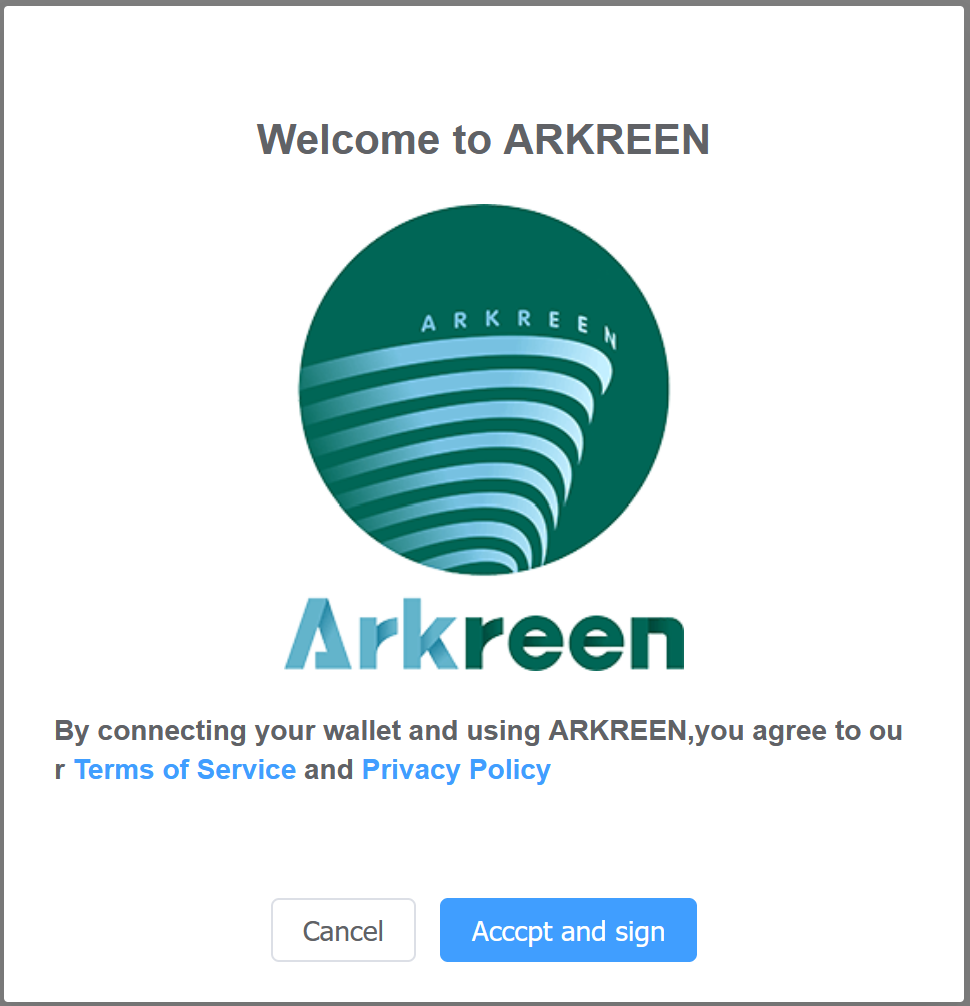 Welcome to ARKREEN
ARKREEN
Arkreen
By connecting your wallet and using ARKREEN,you agree to ou
r Terms of Service and Privacy Policy
Cancel
Acccpt and sign